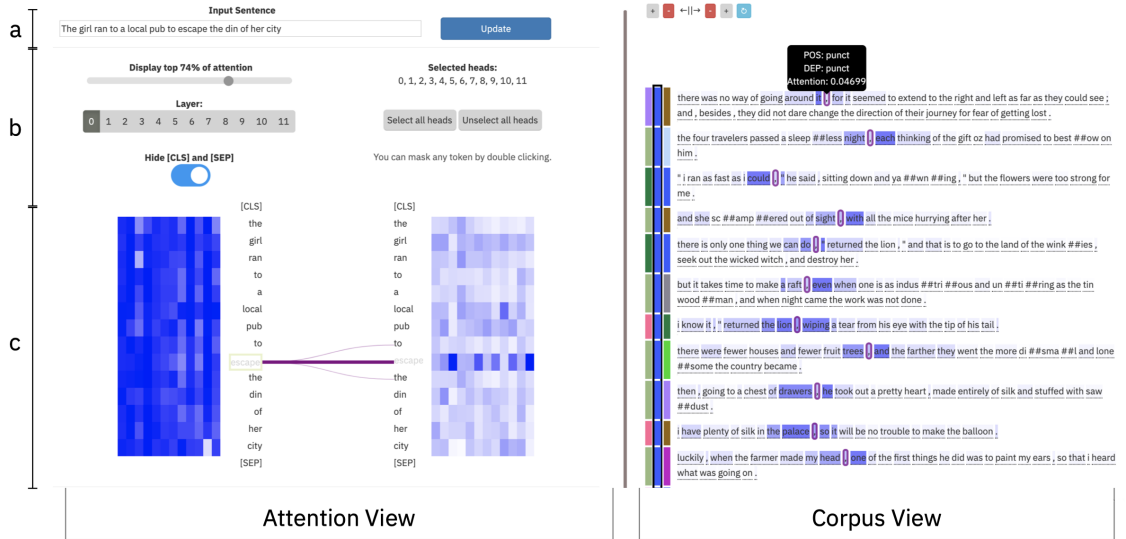 a
Input Sentence
The girl ran to a local pub to escape the din of her city
Update
b
Display top 74% of attention
Layer:
0 1 2 3 4 5 6 7 8 9 10 11
Hide [CLS] and [SEP]
Selected heads:
0, 1, 2, 3, 4, 5, 6, 7, 8, 9, 10, 11
Select all heads Unselect all heads
You can mask any token by double clicking.
c
[CLS] [CLS]
the the
girl girl
ran ran
to to
a a
local local
pub pub
to to
escape escape
the the
din din
of of
her her
city city
[SEP] [SEP]
Attention View
+ - ←||→ - + ↻
POS: punct
DEP: punct
Attention: 0.04699
there was no way of going around it , for it seemed to extend to the right and left as far as they could see ;
and , besides , they did not dare change the direction of their journey for fear of getting lost .
the four travelers passed a sleep ##less night , each thinking of the gift oz had promised to best ##ow on
him .
" i ran as fast as i could , " he said , sitting down and ya ##wn ##ing , " but the flowers were too strong for
me .
and she sc ##amp ##ered out of sight , with all the mice hurrying after her .
there is only one thing we can do , " returned the lion , " and that is to go to the land of the wink ##ies ,
seek out the wicked witch , and destroy her .
but it takes time to make a raft , even when one is as indus ##tri ##ous and un ##ti ##ring as the tin
wood ##man , and when night came the work was not done .
i know it , " returned the lion , wiping a tear from his eye with the tip of his tail .
there were fewer houses and fewer fruit trees , and the farther they went the more di ##sma ##l and lone
##some the country became .
then , going to a chest of drawers , he took out a pretty heart , made entirely of silk and stuffed with saw
##dust .
i have plenty of silk in the palace , so it will be no trouble to make the balloon .
luckily , when the farmer made my head , one of the first things he did was to paint my ears , so that i heard
what was going on .
Corpus View